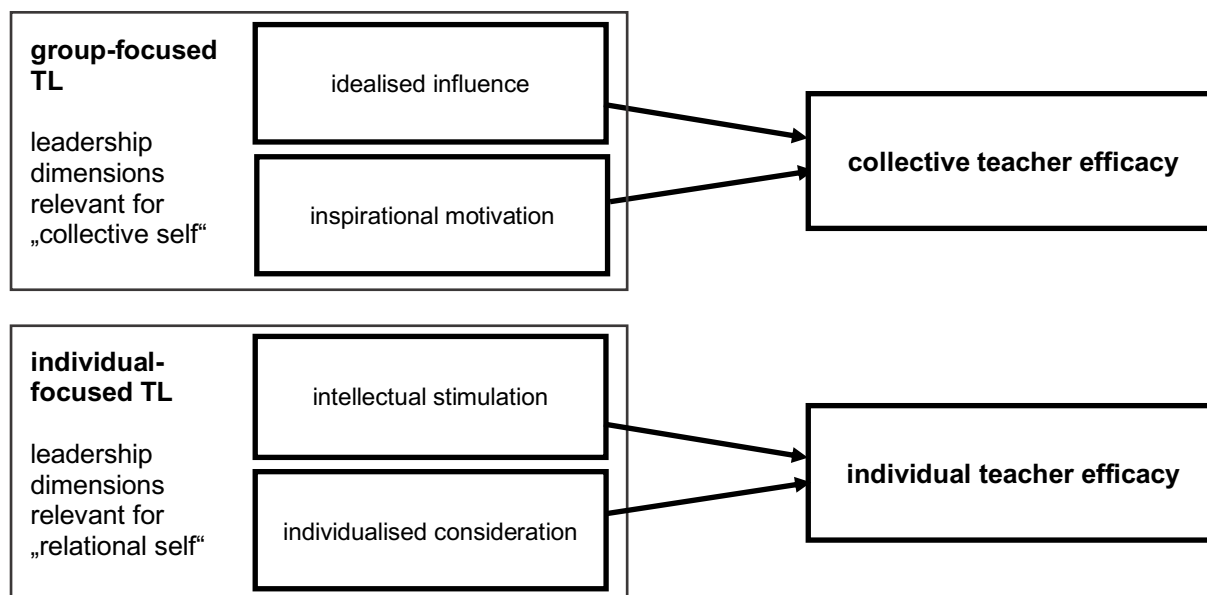 group-focused
TL
leadership
dimensions
relevant for
„collective self“
idealised influence
inspirational motivation
collective teacher efficacy
individual-
focused TL
leadership
dimensions
relevant for
„relational self“
intellectual stimulation
individualised consideration
individual teacher efficacy